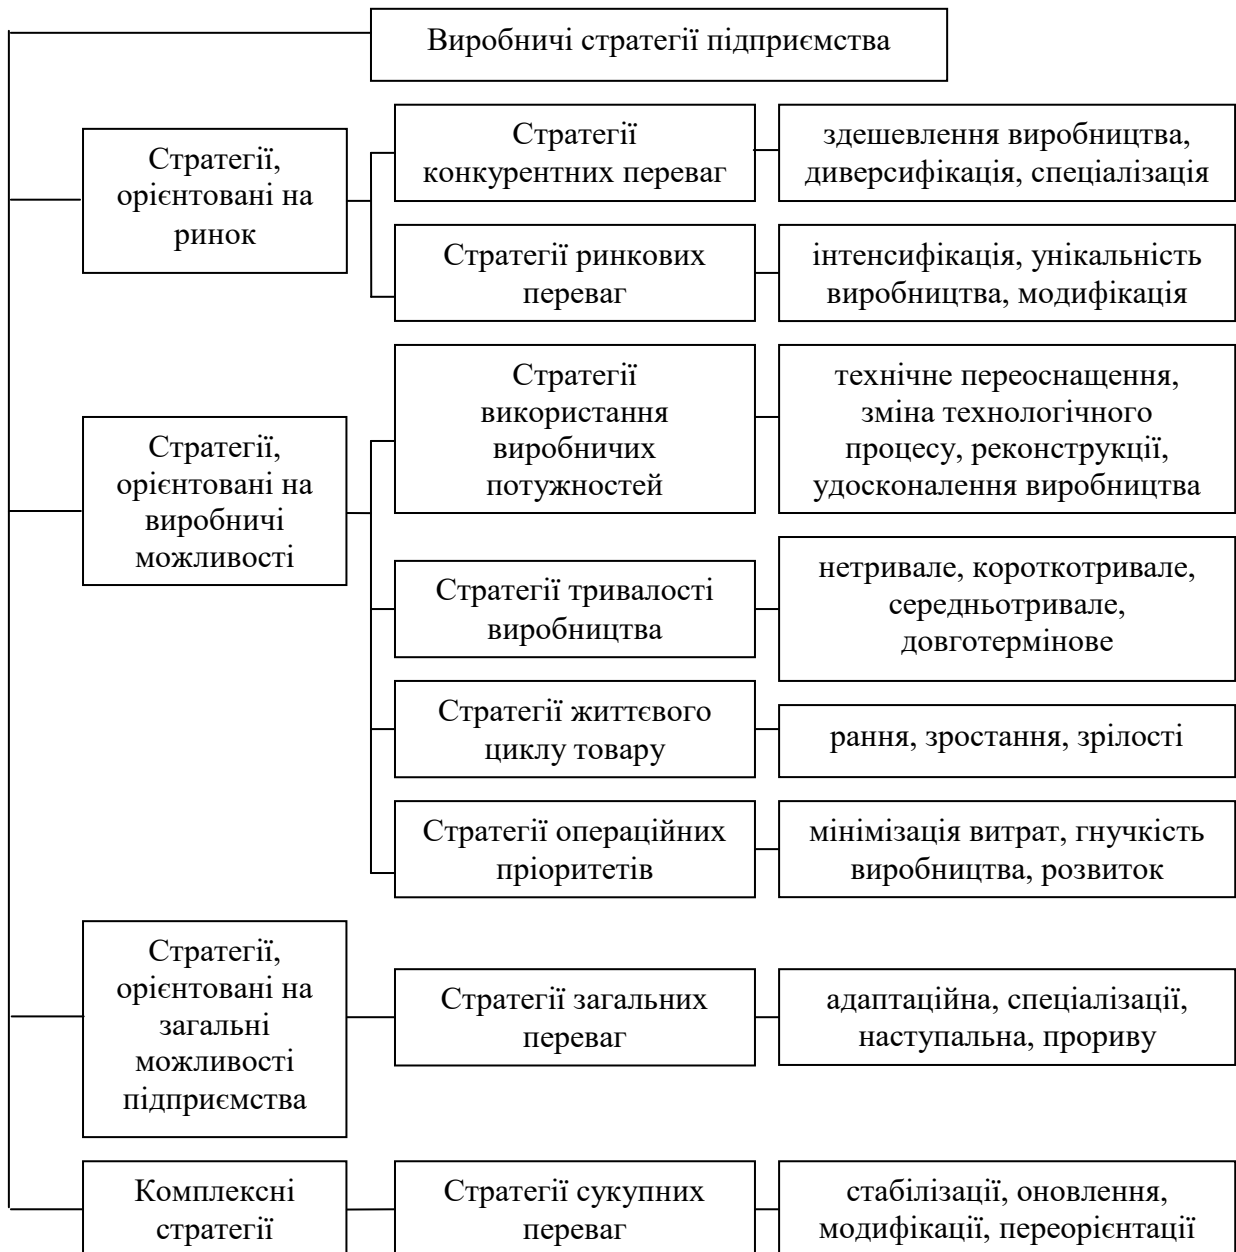 Виробничі стратегії підприємства
Стратегії,
орієнтовані на
ринок
Стратегії
конкурентних переваг
здешевлення виробництва,
диверсифікація, спеціалізація
Стратегії ринкових
переваг
інтенсифікація, унікальність
виробництва, модифікація
Стратегії,
орієнтовані на
виробничі
можливості
Стратегії
використання
виробничих
потужностей
технічне переоснащення,
зміна технологічного
процесу, реконструкції,
удосконалення виробництва
Стратегії тривалості
виробництва
нетривале, короткотривале,
середньотривале,
довготермінове
Стратегії життєвого
циклу товару
рання, зростання, зрілості
Стратегії операційних
пріоритетів
мінімізація витрат, гнучкість
виробництва, розвиток
Стратегії,
орієнтовані на
загальні
можливості
підприємства
Стратегії загальних
переваг
адаптаційна, спеціалізації,
наступальна, прориву
Комплексні
стратегії
Стратегії сукупних
переваг
стабілізації, оновлення,
модифікації, переорієнтації